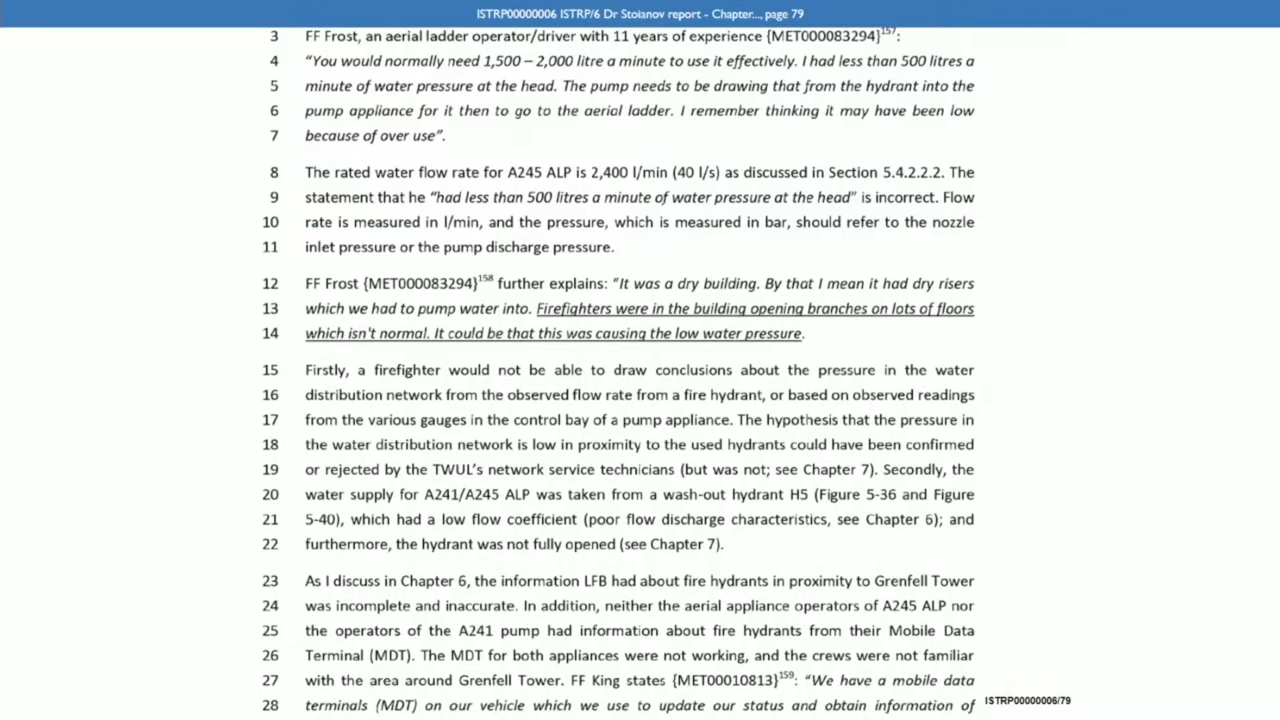 ISTRP00000006 ISTRP/6 Dr Stoianov report - Chapter..., page 79
3 FF Frost, an aerial ladder operator/driver with 11 years of experience {MET000083294}157:
4 “You would normally need 1,500 – 2,000 litre a minute to use it effectively. I had less than 500 litres a
5 minute of water pressure at the head. The pump needs to be drawing that from the hydrant into the
6 pump appliance for it then to go to the aerial ladder. I remember thinking it may have been low
7 because of over use”.
8 The rated water flow rate for A245 ALP is 2,400 l/min (40 l/s) as discussed in Section 5.4.2.2.2. The
9 statement that he “had less than 500 litres a minute of water pressure at the head” is incorrect. Flow
10 rate is measured in l/min, and the pressure, which is measured in bar, should refer to the nozzle
11 inlet pressure or the pump discharge pressure.
12 FF Frost {MET000083294}158 further explains: “It was a dry building. By that I mean it had dry risers
13 which we had to pump water into. Firefighters were in the building opening branches on lots of floors
14 which isn't normal. It could be that this was causing the low water pressure.
15 Firstly, a firefighter would not be able to draw conclusions about the pressure in the water
16 distribution network from the observed flow rate from a fire hydrant, or based on observed readings
17 from the various gauges in the control bay of a pump appliance. The hypothesis that the pressure in
18 the water distribution network is low in proximity to the used hydrants could have been confirmed
19 or rejected by the TWUL’s network service technicians (but was not; see Chapter 7). Secondly, the
20 water supply for A241/A245 ALP was taken from a wash-out hydrant H5 (Figure 5-36 and Figure
21 5-40), which had a low flow coefficient (poor flow discharge characteristics, see Chapter 6); and
22 furthermore, the hydrant was not fully opened (see Chapter 7).
23 As I discuss in Chapter 6, the information LFB had about fire hydrants in proximity to Grenfell Tower
24 was incomplete and inaccurate. In addition, neither the aerial appliance operators of A245 ALP nor
25 the operators of the A241 pump had information about fire hydrants from their Mobile Data
26 Terminal (MDT). The MDT for both appliances were not working, and the crews were not familiar
27 with the area around Grenfell Tower. FF King states {MET00010813}159: “We have a mobile data
28 terminals (MDT) on our vehicle which we use to update our status and obtain information of
ISTRP00000006/79